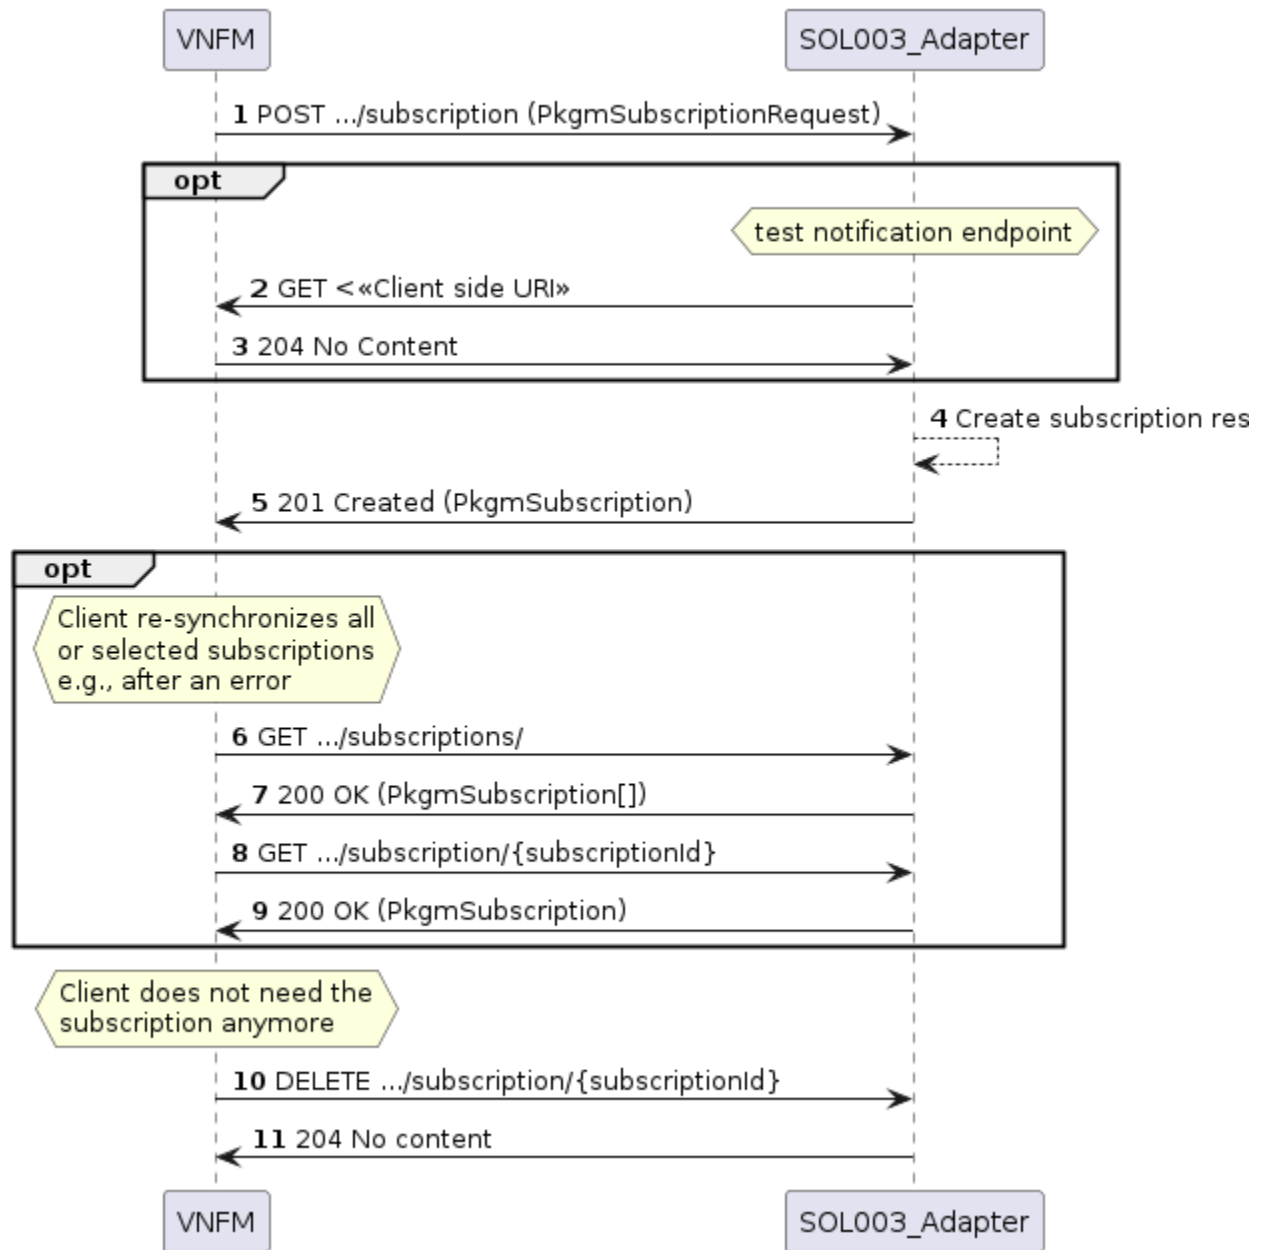 VNFM
SOL003_Adapter
1 POST .../subscription (PkgmSubscriptionRequest)
opt
test notification endpoint
2 GET <«Client side URI»
3 204 No Content
4 Create subscription res
5 201 Created (PkgmSubscription)
opt
Client re-synchronizes all
or selected subscriptions
e.g., after an error
6 GET .../subscriptions/
7 200 OK (PkgmSubscription[])
8 GET .../subscription/{subscriptionId}
9 200 OK (PkgmSubscription)
Client does not need the
subscription anymore
10 DELETE .../subscription/{subscriptionId}
11 204 No content
VNFM
SOL003_Adapter